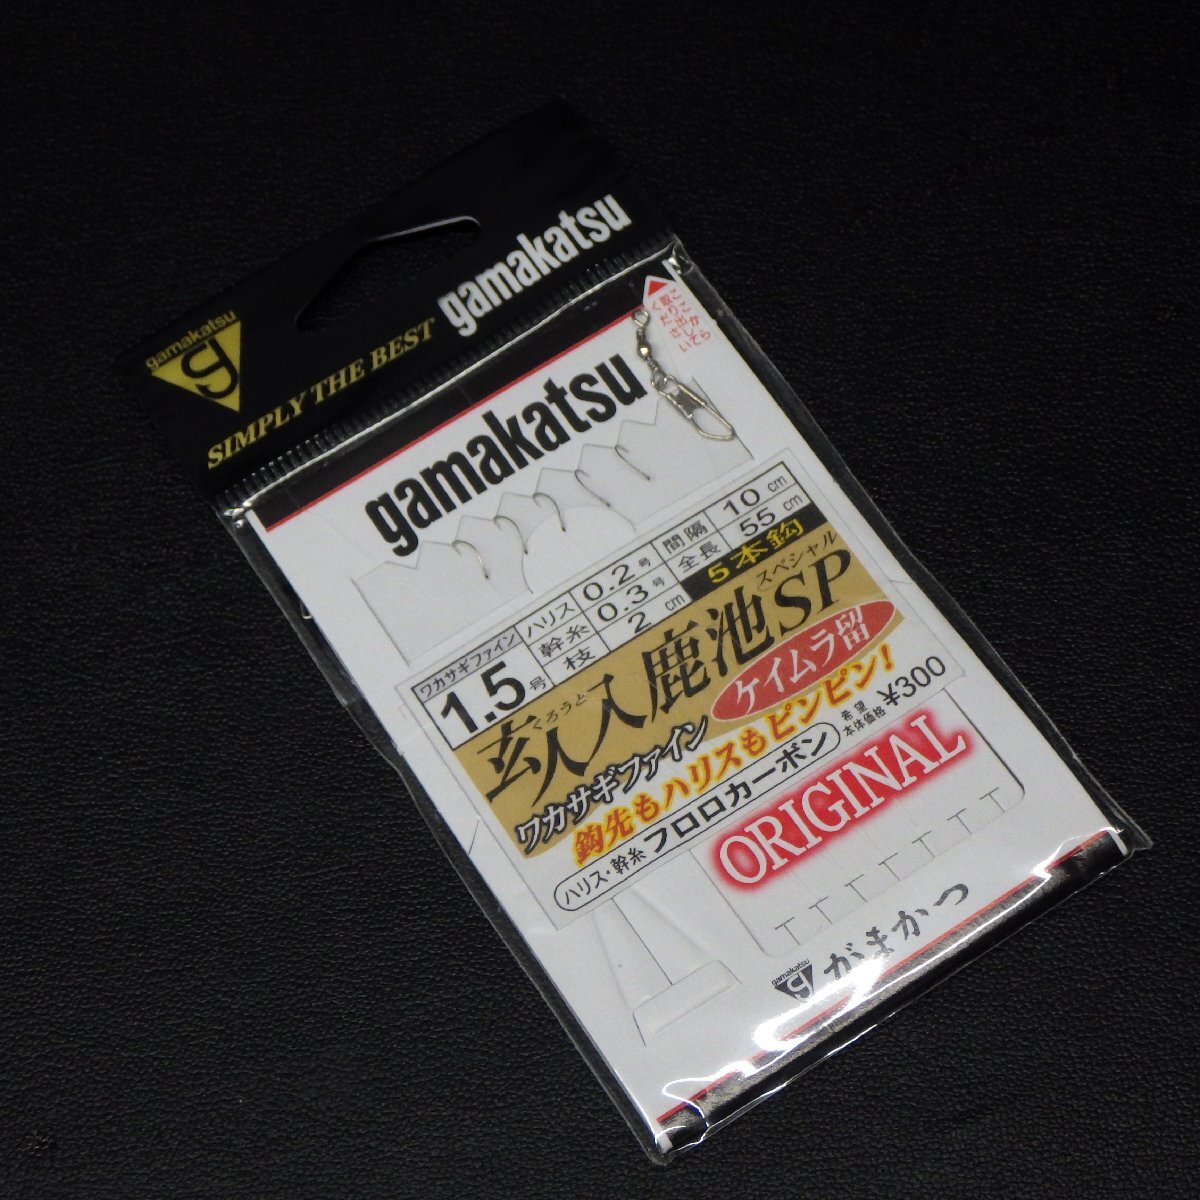 gamakatsu
g
SIMPLY THE BEST
gamakatsu
ここから
取り出して
ください
gamakatsu
ワカサギファイン
1.5号
ハリス 0.2号
幹糸 0.3号
枝 2cm
間隔 10cm
全長 55cm
5本鈎
スペシャル
玄人入鹿池SP
くろうと
ワカサギファイン
ケイムラ留
鈎先もハリスもピンピン!
ハリス・幹糸 フロロカーボン
希望
本体価格
¥300
ORIGINAL
gamakatsu
g
がまかつ